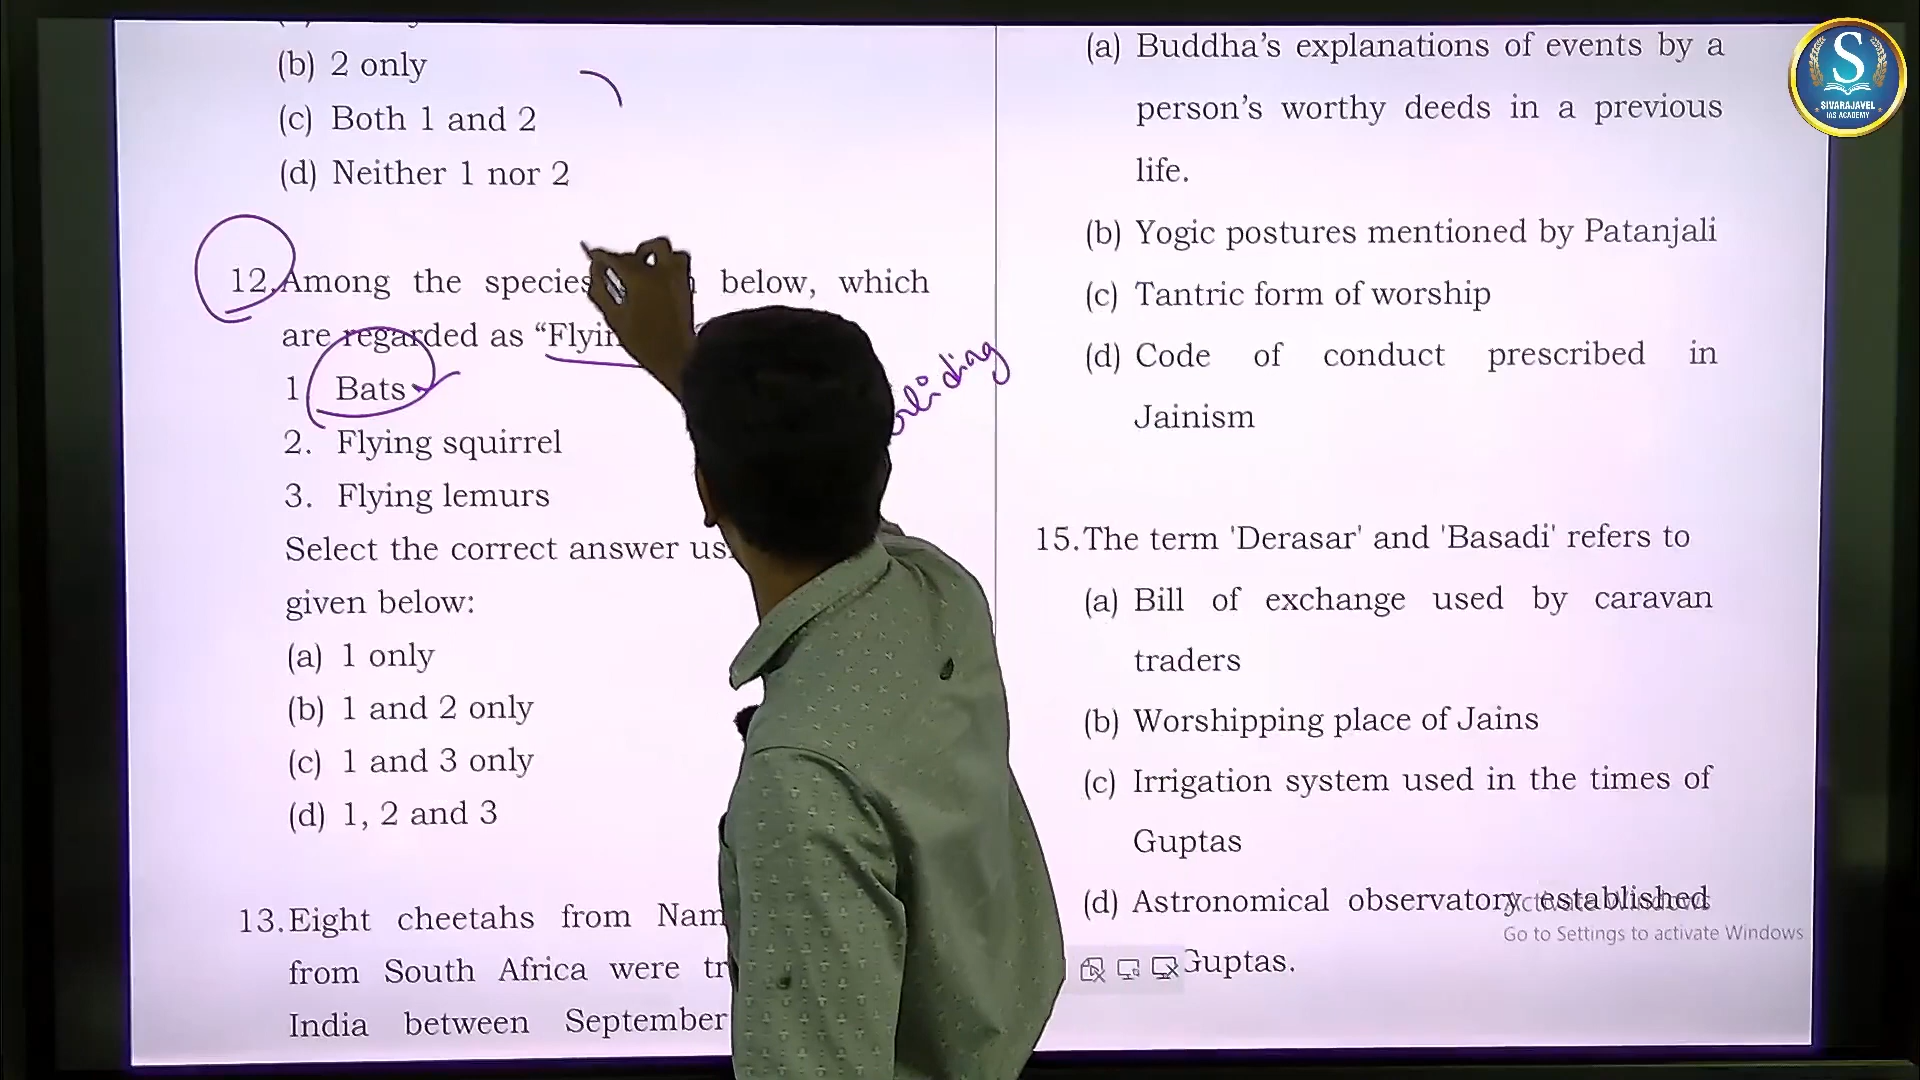 (b) 2 only
(c) Both 1 and 2
(d) Neither 1 nor 2
12. Among the species below, which
are regarded as “Flyin
1 Bats
2. Flying squirrel
3. Flying lemurs
Select the correct answer us
given below:
(a) 1 only
(b) 1 and 2 only
(c) 1 and 3 only
(d) 1, 2 and 3
13. Eight cheetahs from Nam
from South Africa were tr
India between September
gliding
(a) Buddha’s explanations of events by a
person’s worthy deeds in a previous
life.
(b) Yogic postures mentioned by Patanjali
(c) Tantric form of worship
(d) Code of conduct prescribed in
Jainism
15. The term 'Derasar' and 'Basadi' refers to
(a) Bill of exchange used by caravan
traders
(b) Worshipping place of Jains
(c) Irrigation system used in the times of
Guptas
(d) Astronomical observatory established
Guptas.
Activate Windows
Go to Settings to activate Windows
S
SIVARAJAVEL
IAS ACADEMY